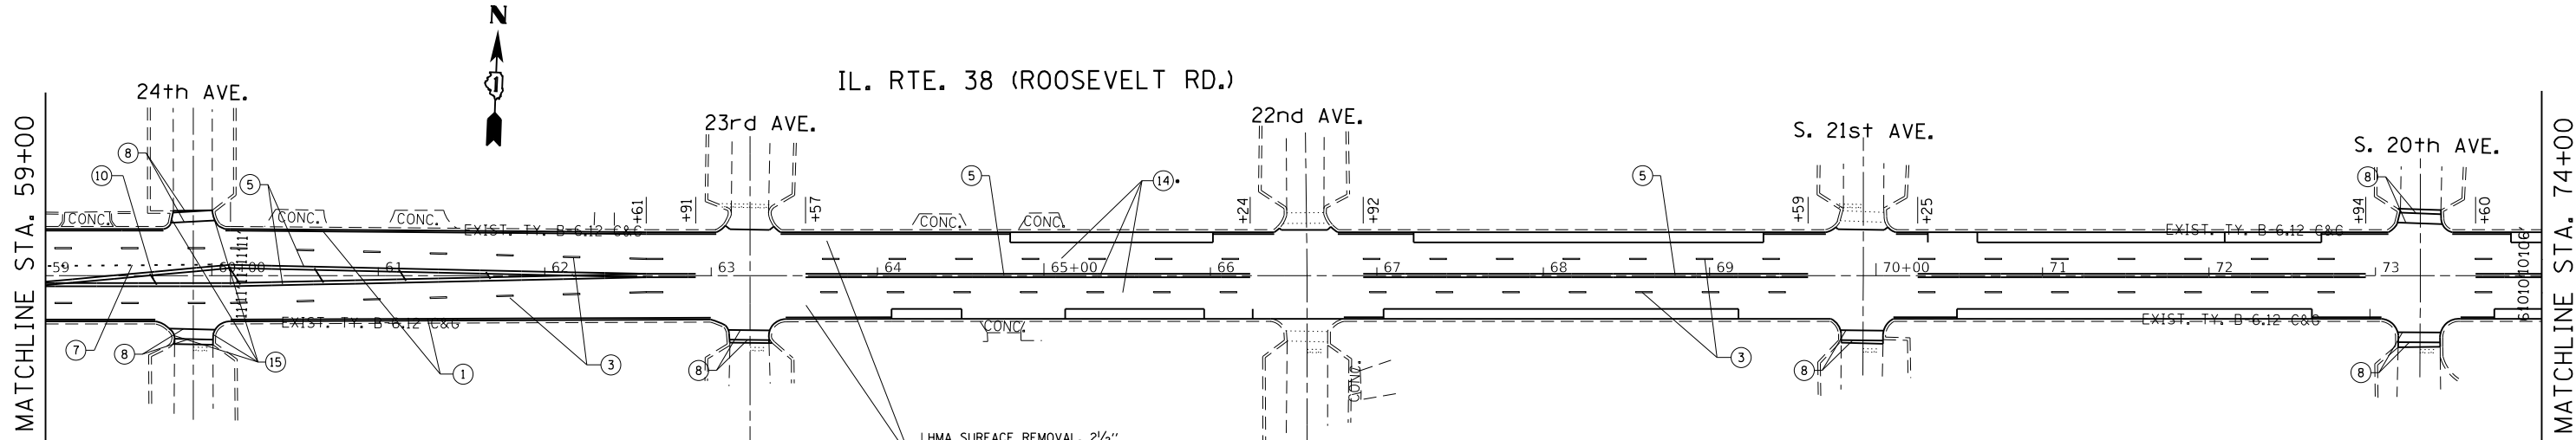 N
1
IL. RTE. 38 (ROOSEVELT RD.)
24th AVE.
23rd AVE.
22nd AVE.
S. 21st AVE.
S. 20th AVE.
MATCHLINE STA. 59+00
MATCHLINE STA. 74+00
8
10
5
5
14.
5
8
CONC.
CONC.
CONC.
CONC.
CONC.
+61
+91
+57
+24
+92
+59
+25
+94
+60
EXIST. TY. B-6.12 C&G
EXIST. TY. B-6.12 C&G
59
60+00
61
62
63
64
65+00
66
67
68
69
70+00
71
72
73
EXIST. TY. B-6.12 C&G
CONC.
EXIST. TY. B-6.12 C&G
7
8
15
1
3
8
CONC.
3
8
8
HMA SURFACE REMOVAL, 2½"